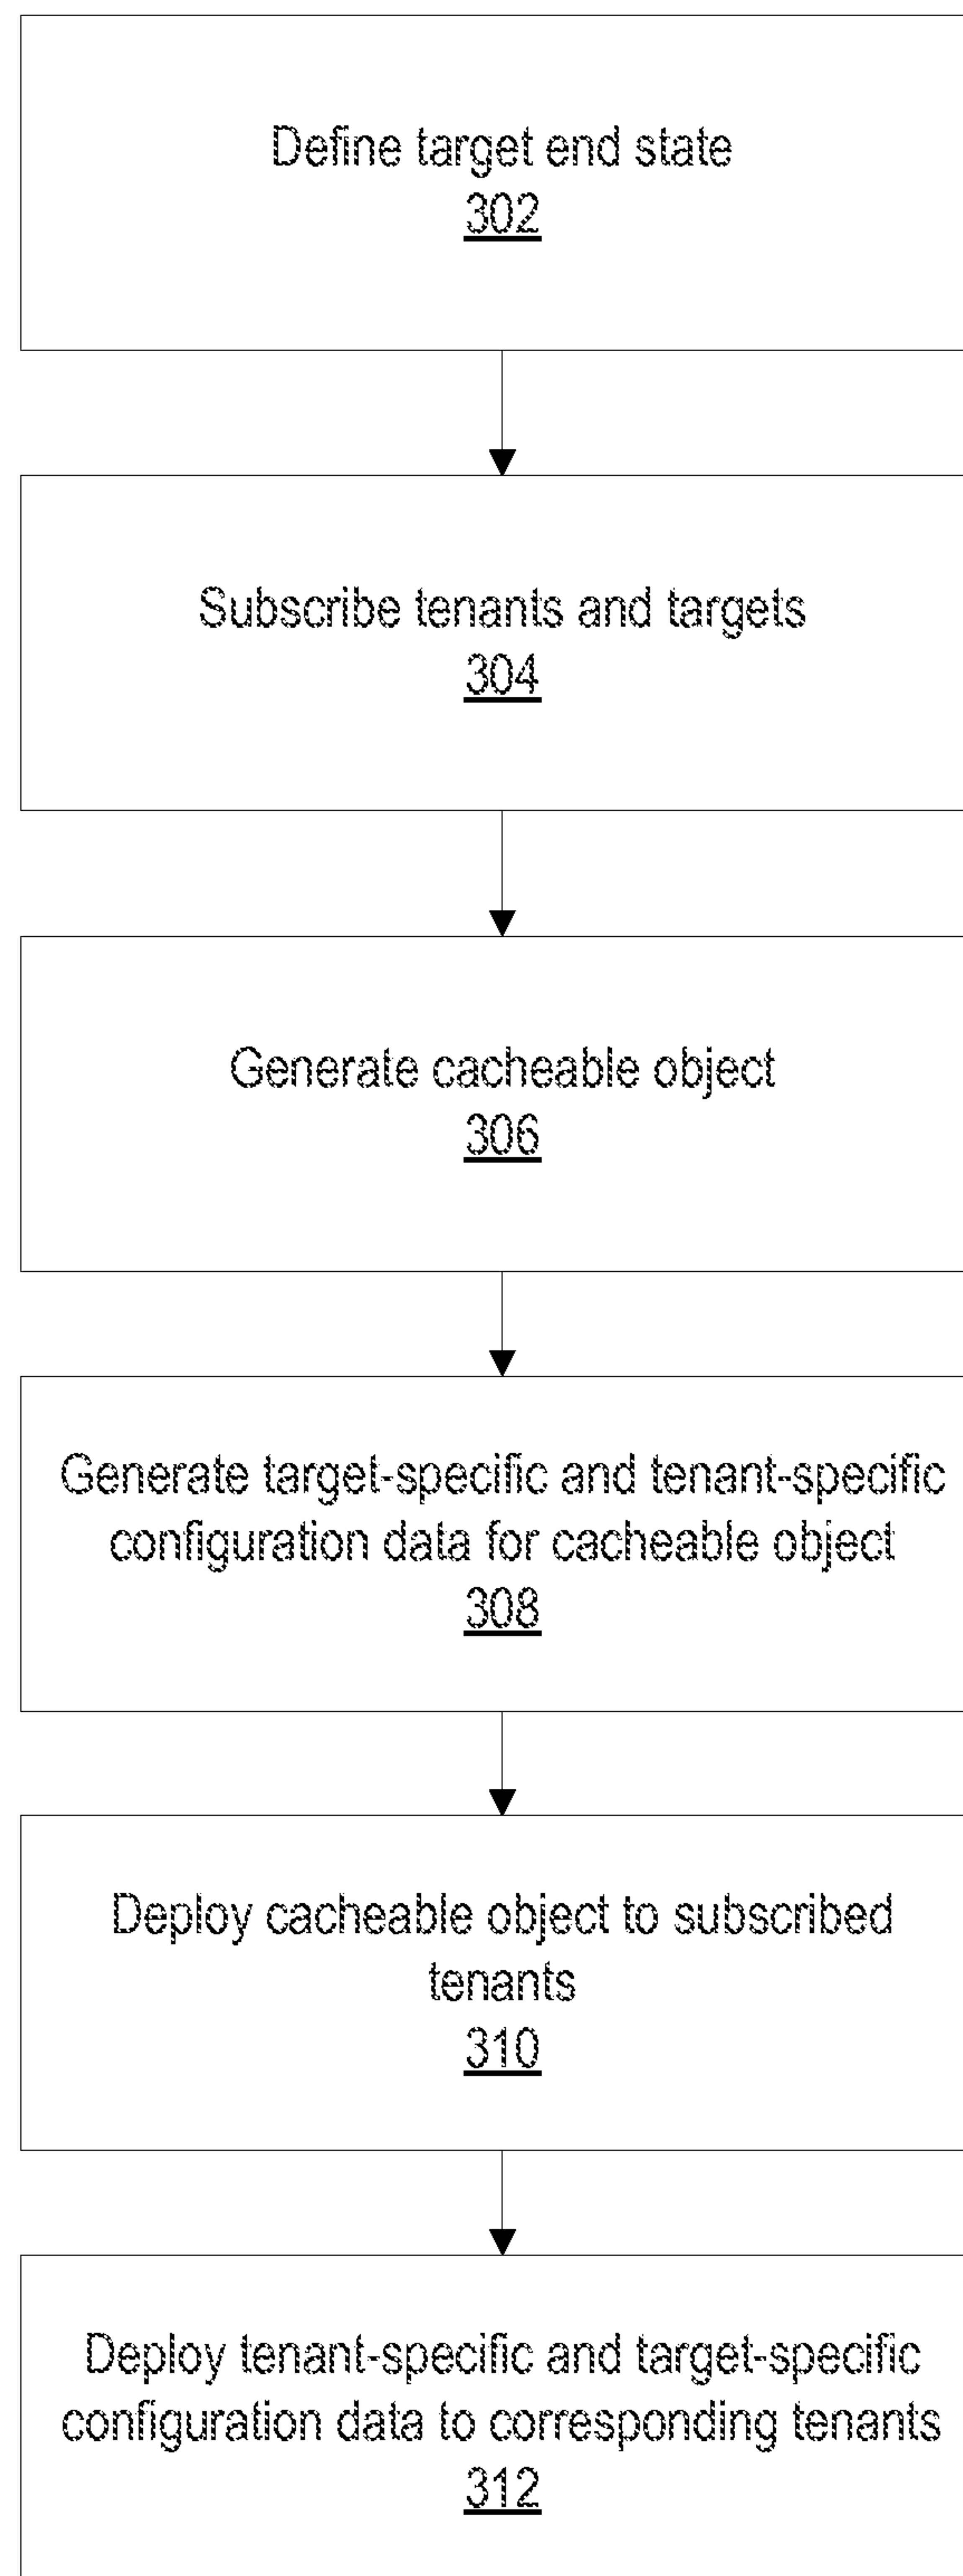 Define target end state
302
Subscribe tenants and targets
304
Generate cacheable object
306
Generate target-specific and tenant-specific
configuration data for cacheable object
308
Deploy cacheable object to subscribed
tenants
310
Deploy tenant-specific and target-specific
configuration data to corresponding tenants
312